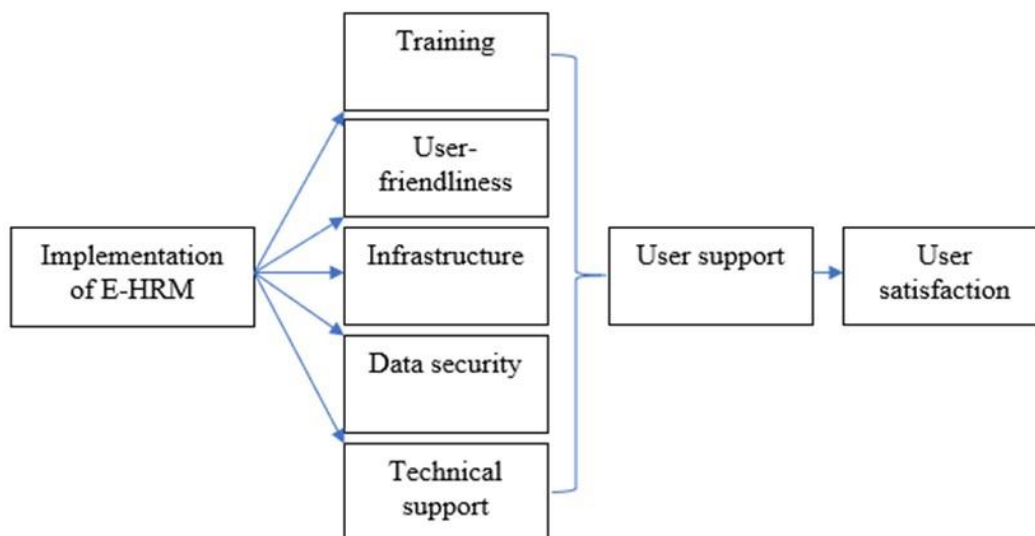 Training
User-
friendliness
Implementation
of E-HRM
Infrastructure
User support
User
satisfaction
Data security
Technical
support